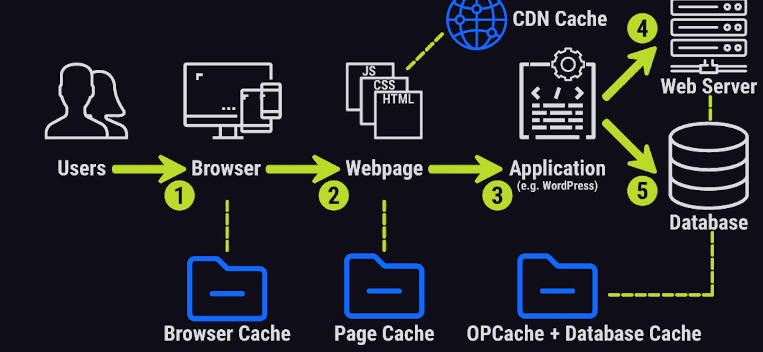 CDN Cache
4
JS
CSS
HTML
</>
Web Server
Users
Browser
Webpage
Application
(e.g. WordPress)
1
2
3
5
Database
Browser Cache
Page Cache
OPCache + Database Cache